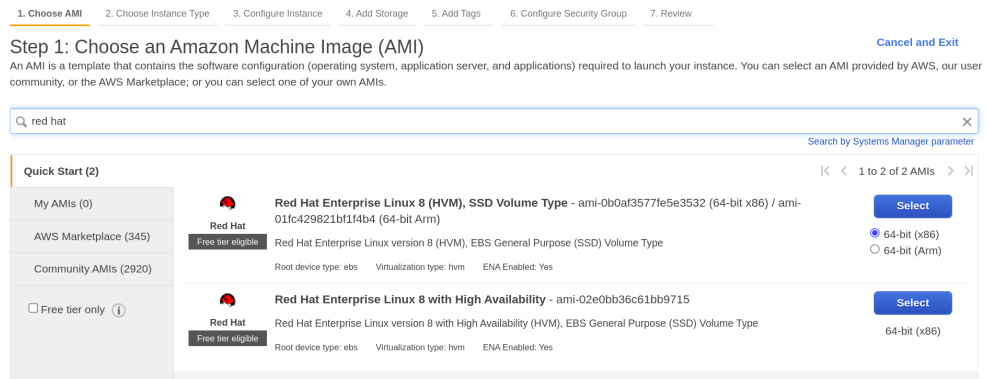 1. Choose AMI 2. Choose Instance Type 3. Configure Instance 4. Add Storage 5. Add Tags 6. Configure Security Group 7. Review
Step 1: Choose an Amazon Machine Image (AMI)
Cancel and Exit
An AMI is a template that contains the software configuration (operating system, application server, and applications) required to launch your instance. You can select an AMI provided by AWS, our user
community, or the AWS Marketplace; or you can select one of your own AMIs.
red hat
Search by Systems Manager parameter
Quick Start (2)
1 to 2 of 2 AMIs
My AMIs (0)
AWS Marketplace (345)
Community AMIs (2920)
Free tier only
Red Hat
Free tier eligible
Red Hat Enterprise Linux 8 (HVM), SSD Volume Type - ami-0b0af3577fe5e3532 (64-bit x86) / ami-
01fc429821bf1f4b4 (64-bit Arm)
Red Hat Enterprise Linux version 8 (HVM), EBS General Purpose (SSD) Volume Type
Root device type: ebs Virtualization type: hvm ENA Enabled: Yes
Select
64-bit (x86)
64-bit (Arm)
Red Hat
Free tier eligible
Red Hat Enterprise Linux 8 with High Availability - ami-02e0bb36c61bb9715
Red Hat Enterprise Linux version 8 with High Availability (HVM), EBS General Purpose (SSD) Volume Type
Root device type: ebs Virtualization type: hvm ENA Enabled: Yes
Select
64-bit (x86)